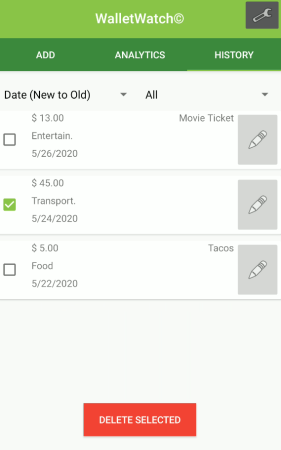 WalletWatch©
ADD ANALYTICS HISTORY
Date (New to Old) All
$ 13.00 Movie Ticket
Entertain.
5/26/2020
$ 45.00
Transport.
5/24/2020
$ 5.00 Tacos
Food
5/22/2020
DELETE SELECTED